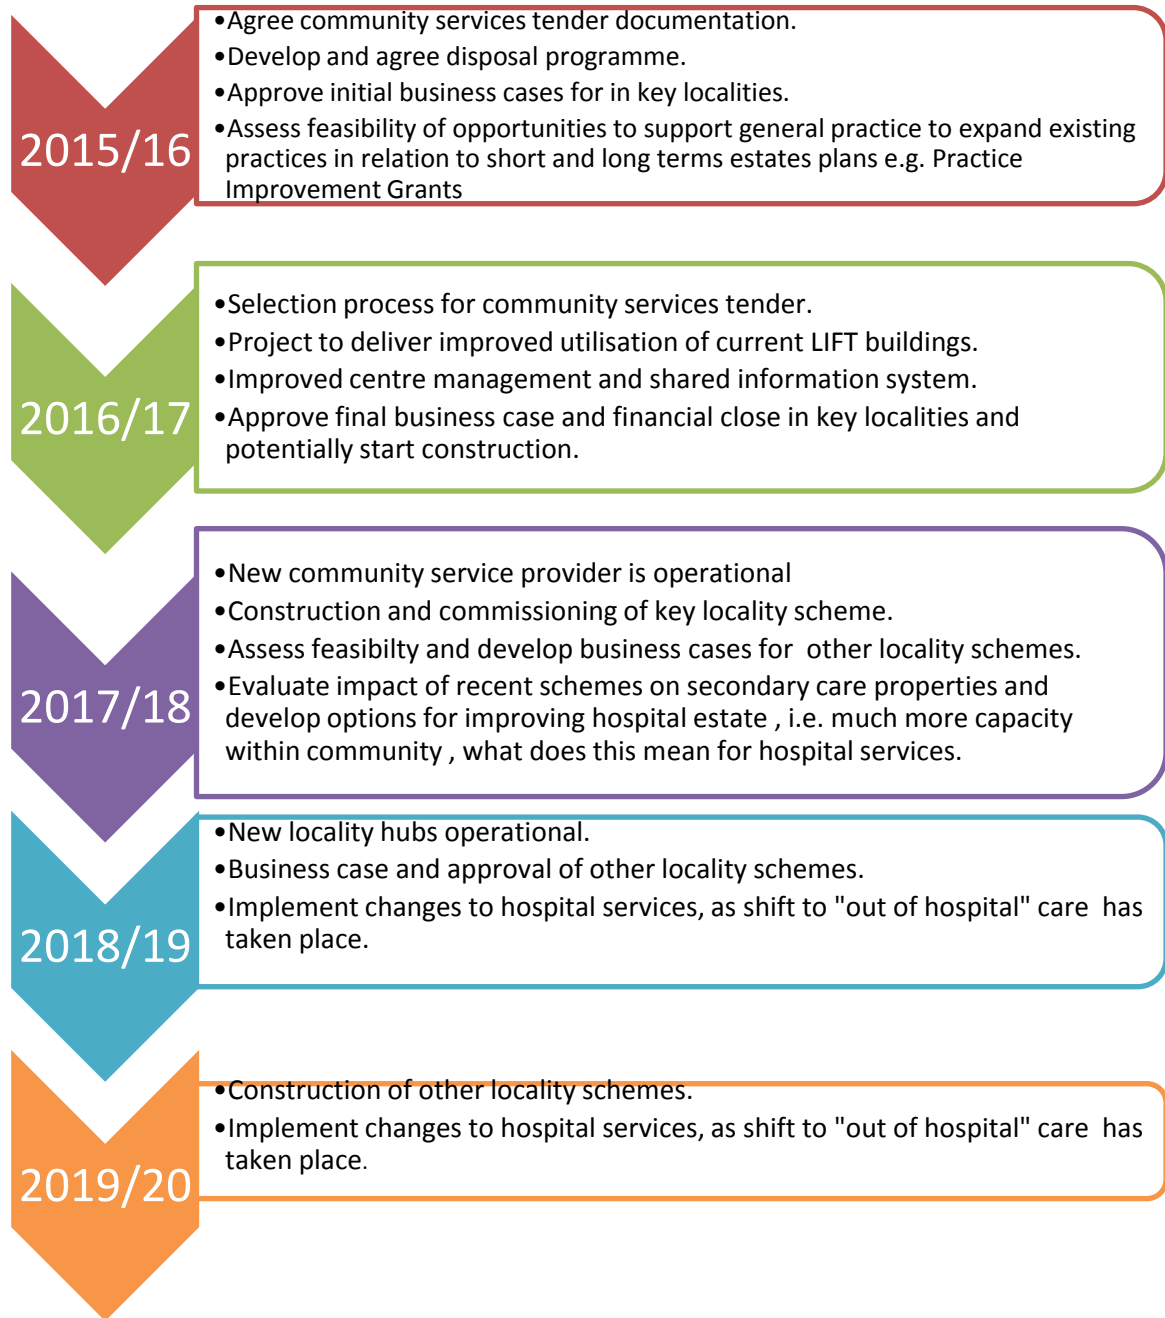 2015/16
•Agree community services tender documentation.
•Develop and agree disposal programme.
•Approve initial business cases for in key localities.
•Assess feasibility of opportunities to support general practice to expand existing
practices in relation to short and long terms estates plans e.g. Practice
Improvement Grants
2016/17
•Selection process for community services tender.
•Project to deliver improved utilisation of current LIFT buildings.
•Improved centre management and shared information system.
•Approve final business case and financial close in key localities and
potentially start construction.
2017/18
•New community service provider is operational
•Construction and commissioning of key locality scheme.
•Assess feasibilty and develop business cases for  other locality schemes.
•Evaluate impact of recent schemes on secondary care properties and
develop options for improving hospital estate , i.e. much more capacity
within community , what does this mean for hospital services.
2018/19
•New locality hubs operational.
•Business case and approval of other locality schemes.
•Implement changes to hospital services, as shift to "out of hospital" care  has
taken place.
2019/20
•Construction of other locality schemes.
•Implement changes to hospital services, as shift to "out of hospital" care  has
taken place.